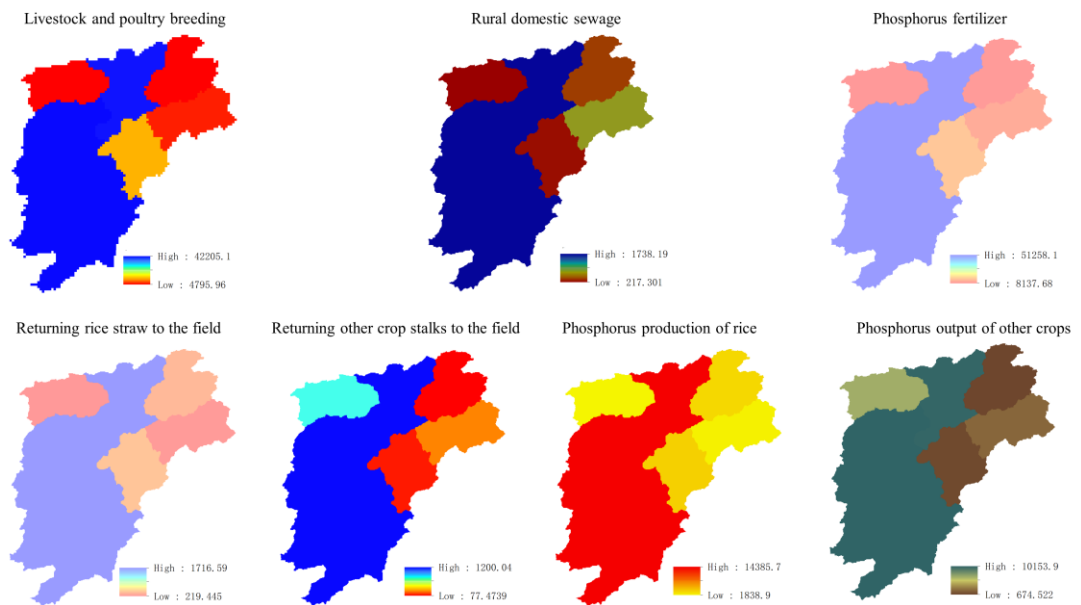 Livestock and poultry breeding
Rural domestic sewage
Phosphorus fertilizer
High : 42205.1
Low : 4795.96
High : 1738.19
Low : 217.301
High : 51258.1
Low : 8137.68
Returning rice straw to the field
Returning other crop stalks to the field
Phosphorus production of rice
Phosphorus output of other crops
High : 1716.59
Low : 219.445
High : 1200.04
Low : 77.4739
High : 14385.7
Low : 1838.9
High : 10153.9
Low : 674.522